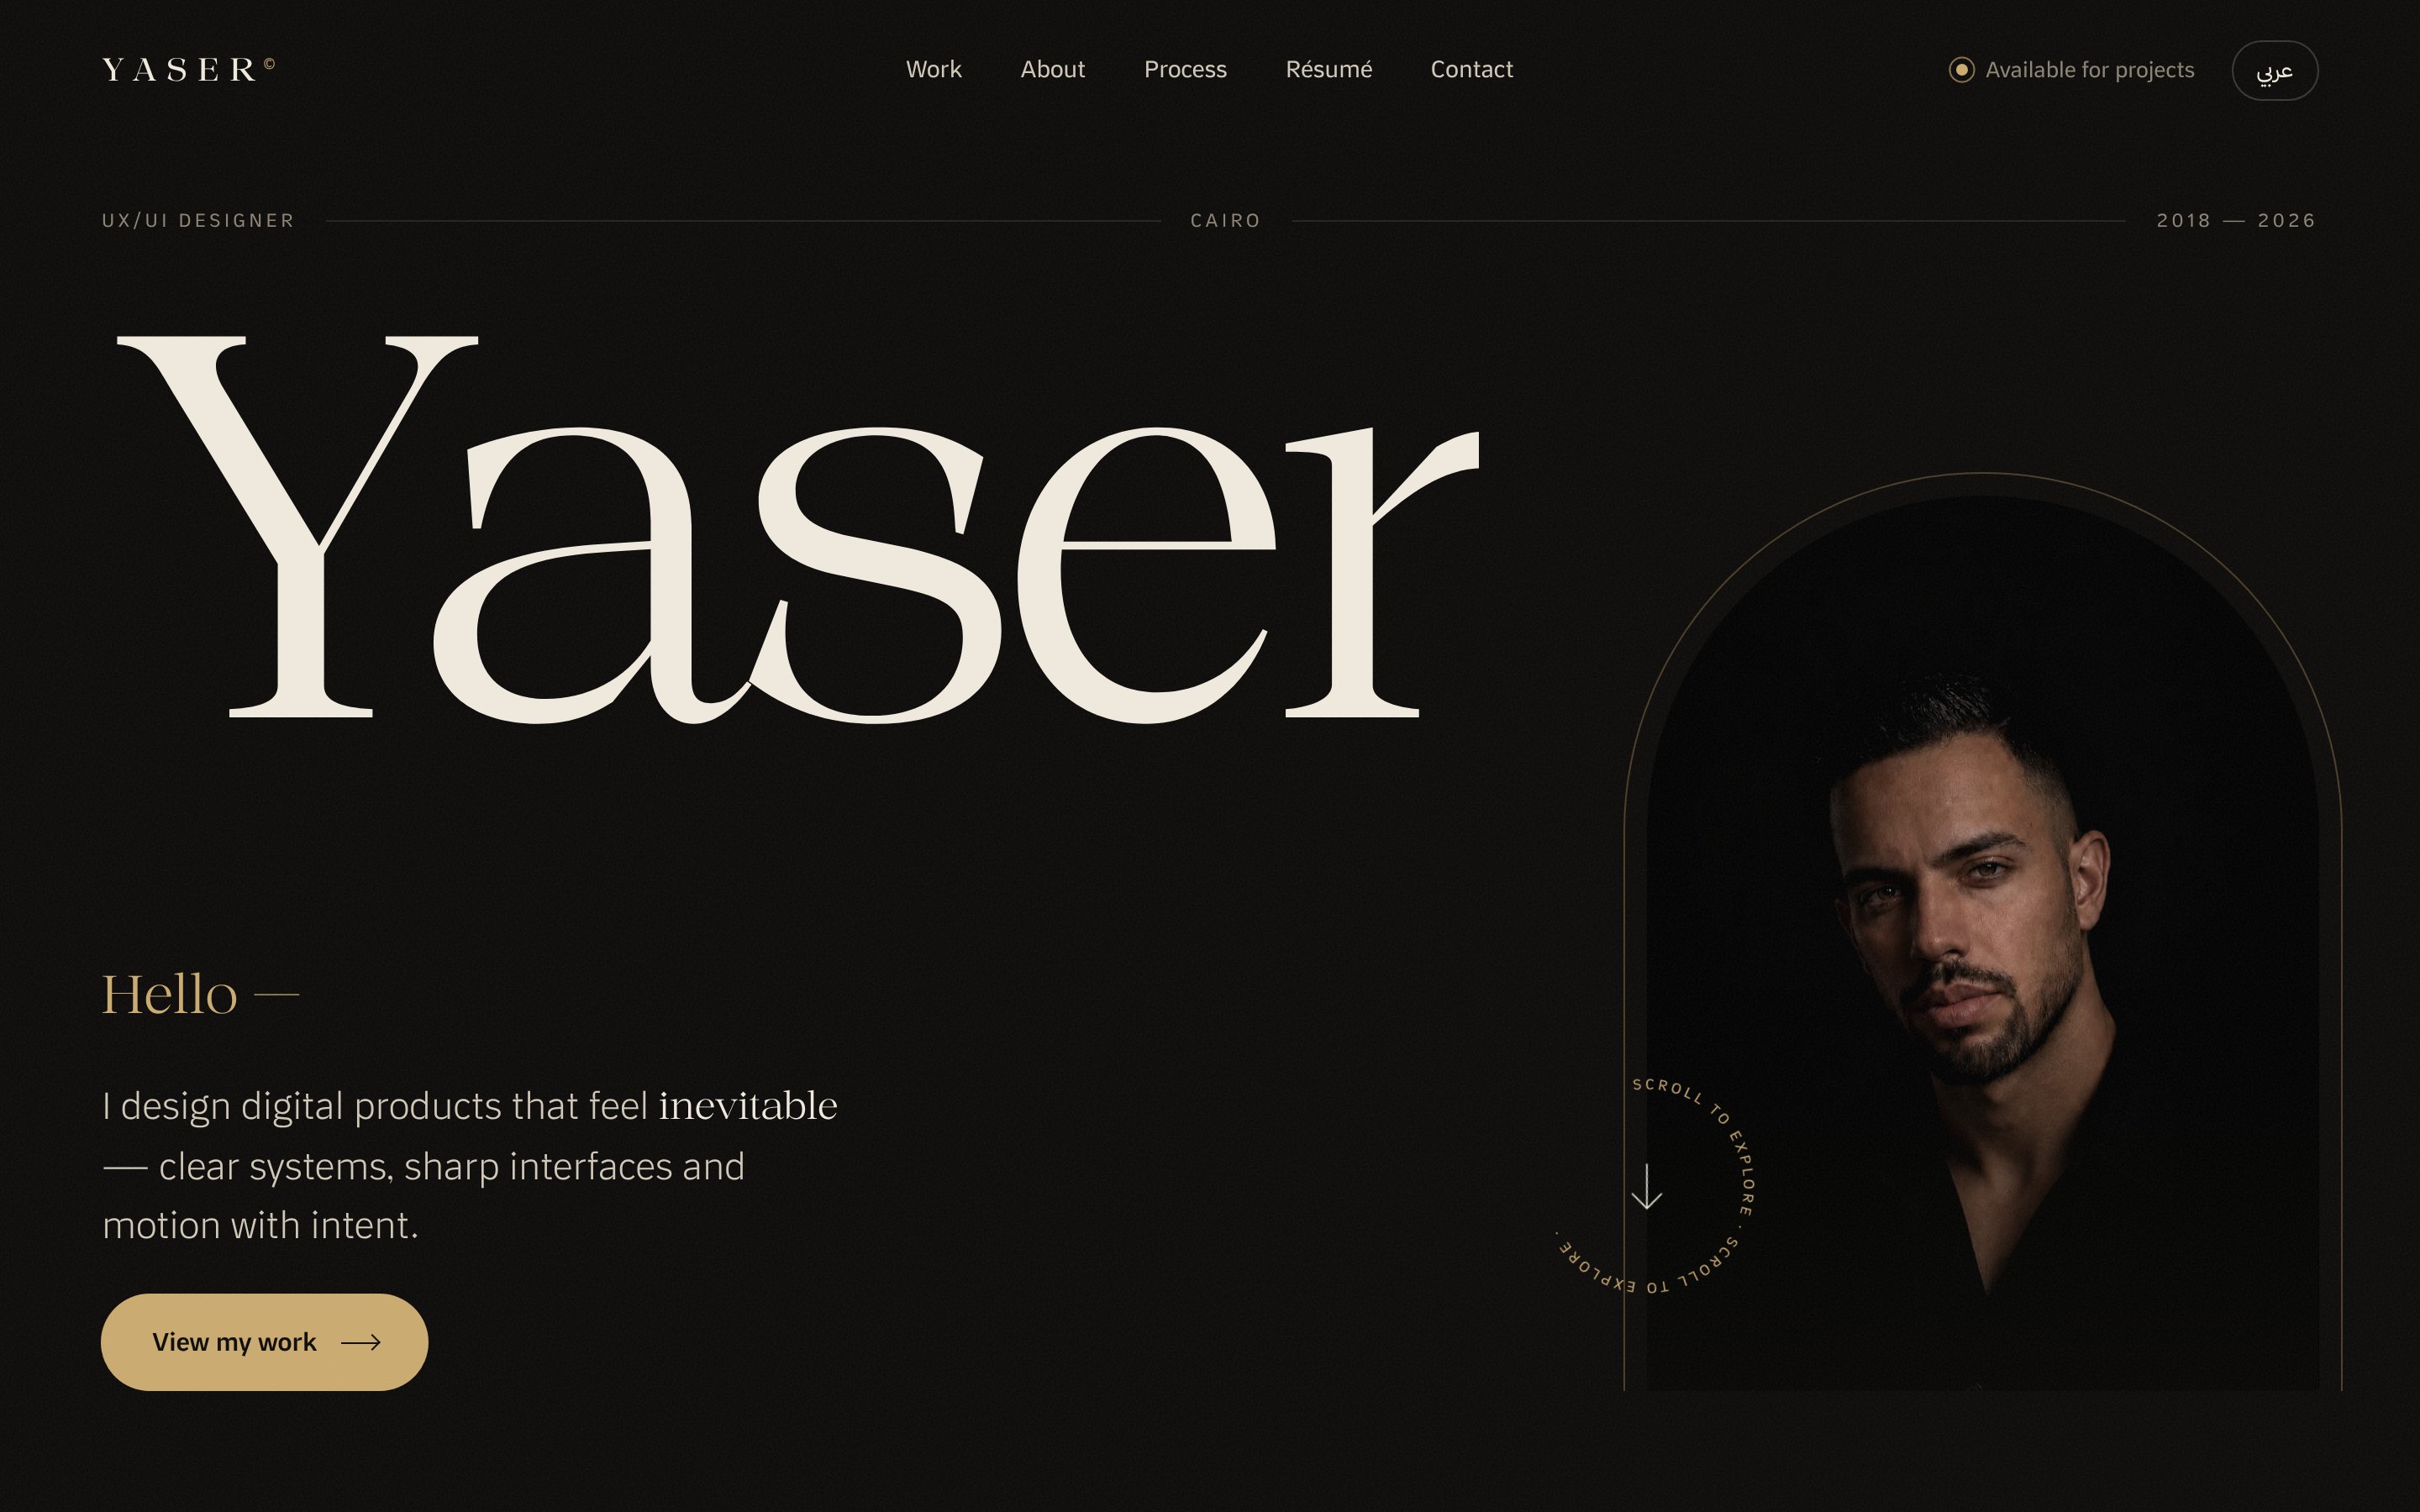 YASER©
Work About Process Résumé Contact
Available for projects
عربي
UX/UI DESIGNER
CAIRO
2018 — 2026
Yaser
Hello —
I design digital products that feel inevitable
— clear systems, sharp interfaces and
motion with intent.
View my work
SCROLL TO EXPLORE · SCROLL TO EXPLORE ·